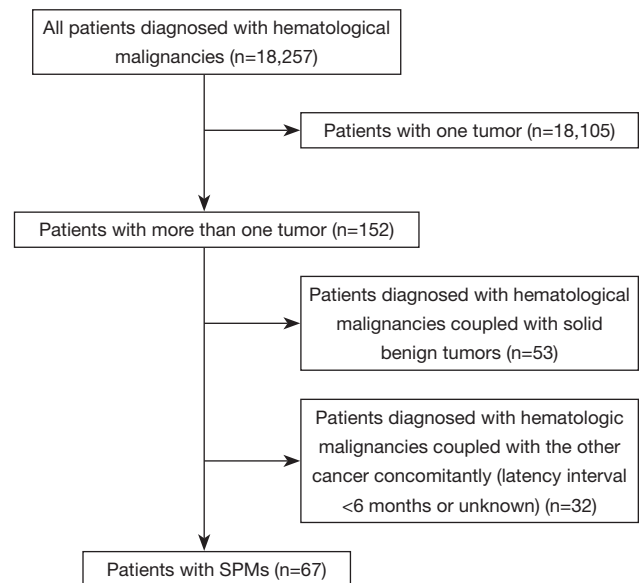 All patients diagnosed with hematological
malignancies (n=18,257)
Patients with one tumor (n=18,105)
Patients with more than one tumor (n=152)
Patients diagnosed with hematological
malignancies coupled with solid
benign tumors (n=53)
Patients diagnosed with hematologic
malignancies coupled with the other
cancer concomitantly (latency interval
<6 months or unknown) (n=32)
Patients with SPMs (n=67)